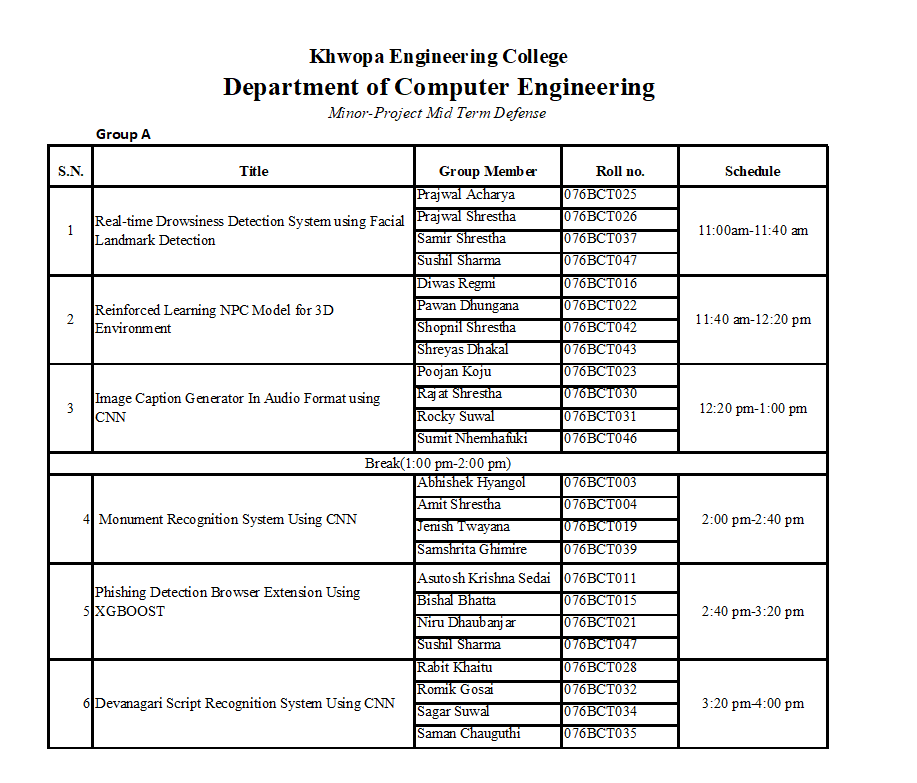 Khwopa Engineering College
Department of Computer Engineering
Minor-Project Mid Term Defense
Group A
S.N. Title Group Member Roll no. Schedule
1 Real-time Drowsiness Detection System using Facial Landmark Detection 11:00am-11:40 am
Prajwal Acharya 076BCT025
Prajwal Shrestha 076BCT026
Samir Shrestha 076BCT037
Sushil Sharma 076BCT047
2 Reinforced Learning NPC Model for 3D Environment 11:40 am-12:20 pm
Diwas Regmi 076BCT016
Pawan Dhungana 076BCT022
Shopnil Shrestha 076BCT042
Shreyas Dhakal 076BCT043
3 Image Caption Generator In Audio Format using CNN 12:20 pm-1:00 pm
Poojan Koju 076BCT023
Rajat Shrestha 076BCT030
Rocky Suwal 076BCT031
Sumit Nhemhafuki 076BCT046
Break(1:00 pm-2:00 pm)
4 Monument Recognition System Using CNN 2:00 pm-2:40 pm
Abhishek Hyangol 076BCT003
Amit Shrestha 076BCT004
Jenish Twayana 076BCT019
Samshrita Ghimire 076BCT039
5 Phishing Detection Browser Extension Using XGBOOST 2:40 pm-3:20 pm
Asutosh Krishna Sedai 076BCT011
Bishal Bhatta 076BCT015
Niru Dhaubanjar 076BCT021
Sushil Sharma 076BCT047
6 Devanagari Script Recognition System Using CNN 3:20 pm-4:00 pm
Rabit Khaitu 076BCT028
Romik Gosai 076BCT032
Sagar Suwal 076BCT034
Saman Chauguthi 076BCT035